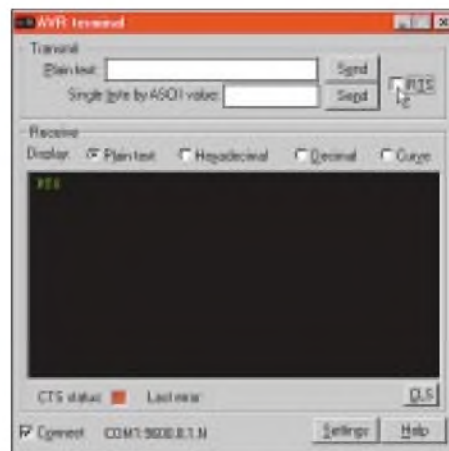 AVR terminal
Transmit
Plain text:
Send
Single byte by ASCII value:
Send
RTS
Receive
Display:
Plain text
Hexadecimal
Decimal
Curve
CTS status:
Last error:
CLS
Connect
COM1:9600,8,1,N
Settings
Help